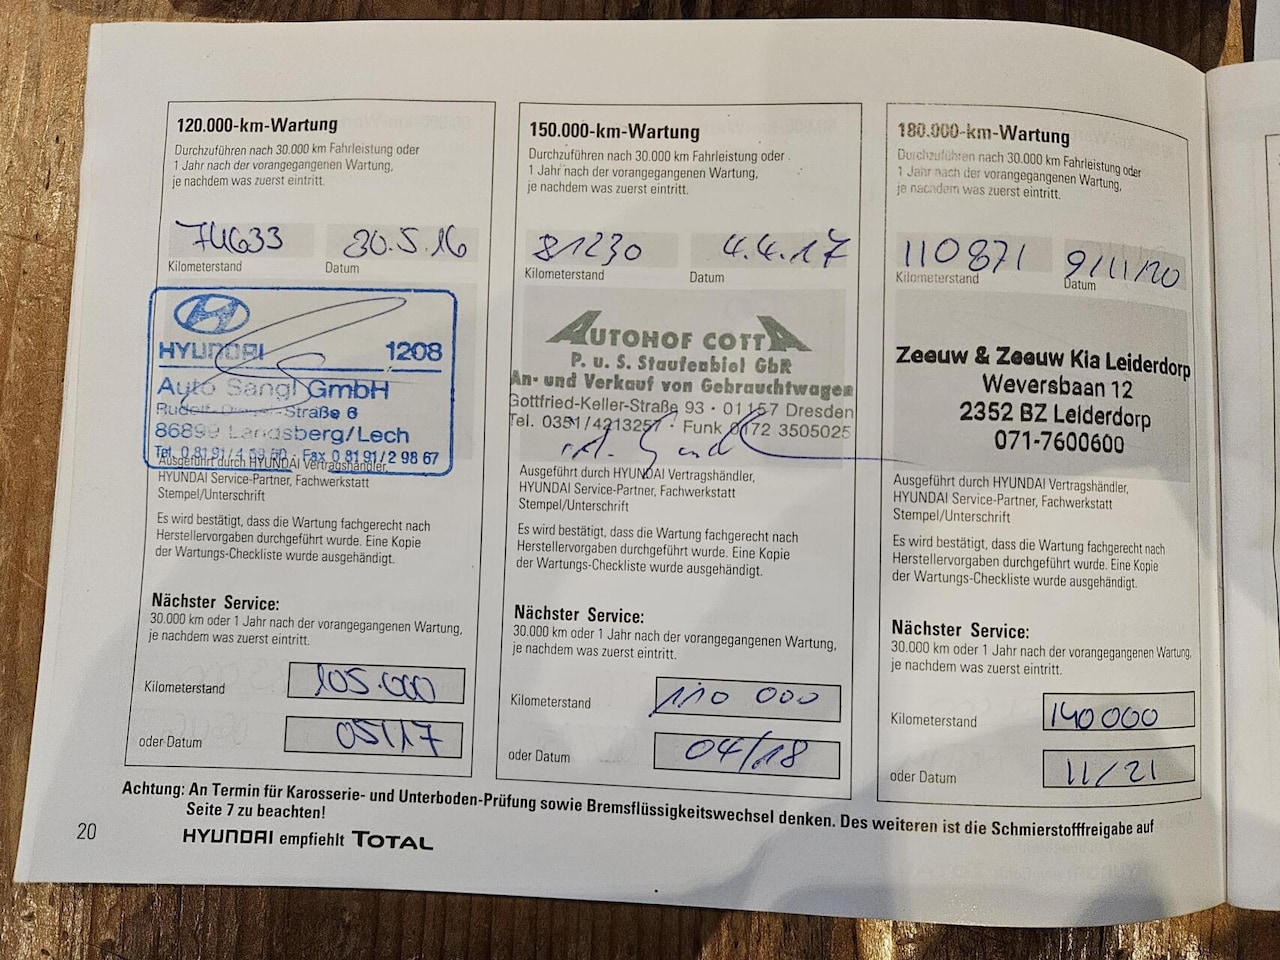 120.000-km-Wartung
Durchzuführen nach 30.000 km Fahrleistung oder
1 Jahr nach der vorangegangenen Wartung,
je nachdem was zuerst eintritt.
74633 30.5.16
Kilometerstand Datum
HYUNDAI 1208
Auto Sangl GmbH
Rudolf-Diesel-Straße 6
86899 Landsberg/Lech
Tel. 0 81 91/ Fax 0 81 91/2 98 67
Ausgeführt durch HYUNDAI Vertragshändler,
HYUNDAI Service-Partner, Fachwerkstatt
Stempel/Unterschrift
Es wird bestätigt, dass die Wartung fachgerecht nach
Herstellervorgaben durchgeführt wurde. Eine Kopie
der Wartungs-Checkliste wurde ausgehändigt.
Nächster Service:
30.000 km oder 1 Jahr nach der vorangegangenen Wartung,
je nachdem was zuerst eintritt.
Kilometerstand 105.000
oder Datum 05/17
150.000-km-Wartung
Durchzuführen nach 30.000 km Fahrleistung oder
1 Jahr nach der vorangegangenen Wartung,
je nachdem was zuerst eintritt.
81230 4.4.17
Kilometerstand Datum
AUTOHOF COTTA
P. u. S. Staufenbiel GbR
An- und Verkauf von Gebrauchtwagen
Gottfried-Keller-Straße 93 · 01157 Dresden
Tel. 0351/4213257 · Funk 0172 3505025
Ausgeführt durch HYUNDAI Vertragshändler,
HYUNDAI Service-Partner, Fachwerkstatt
Stempel/Unterschrift
Es wird bestätigt, dass die Wartung fachgerecht nach
Herstellervorgaben durchgeführt wurde. Eine Kopie
der Wartungs-Checkliste wurde ausgehändigt.
Nächster Service:
30.000 km oder 1 Jahr nach der vorangegangenen Wartung,
je nachdem was zuerst eintritt.
Kilometerstand 110 000
oder Datum 04/18
180.000-km-Wartung
Durchzuführen nach 30.000 km Fahrleistung oder
1 Jahr nach der vorangegangenen Wartung,
je nachdem was zuerst eintritt.
110871 9/11/20
Kilometerstand Datum
Zeeuw & Zeeuw Kia Leiderdorp
Weversbaan 12
2352 BZ Leiderdorp
071-7600600
Ausgeführt durch HYUNDAI Vertragshändler,
HYUNDAI Service-Partner, Fachwerkstatt
Stempel/Unterschrift
Es wird bestätigt, dass die Wartung fachgerecht nach
Herstellervorgaben durchgeführt wurde. Eine Kopie
der Wartungs-Checkliste wurde ausgehändigt.
Nächster Service:
30.000 km oder 1 Jahr nach der vorangegangenen Wartung,
je nachdem was zuerst eintritt.
Kilometerstand 140000
oder Datum 11/21
Achtung: An Termin für Karosserie- und Unterboden-Prüfung sowie Bremsflüssigkeitswechsel denken. Des weiteren ist die Schmierstofffreigabe auf
Seite 7 zu beachten!
20
HYUNDAI empfiehlt TOTAL